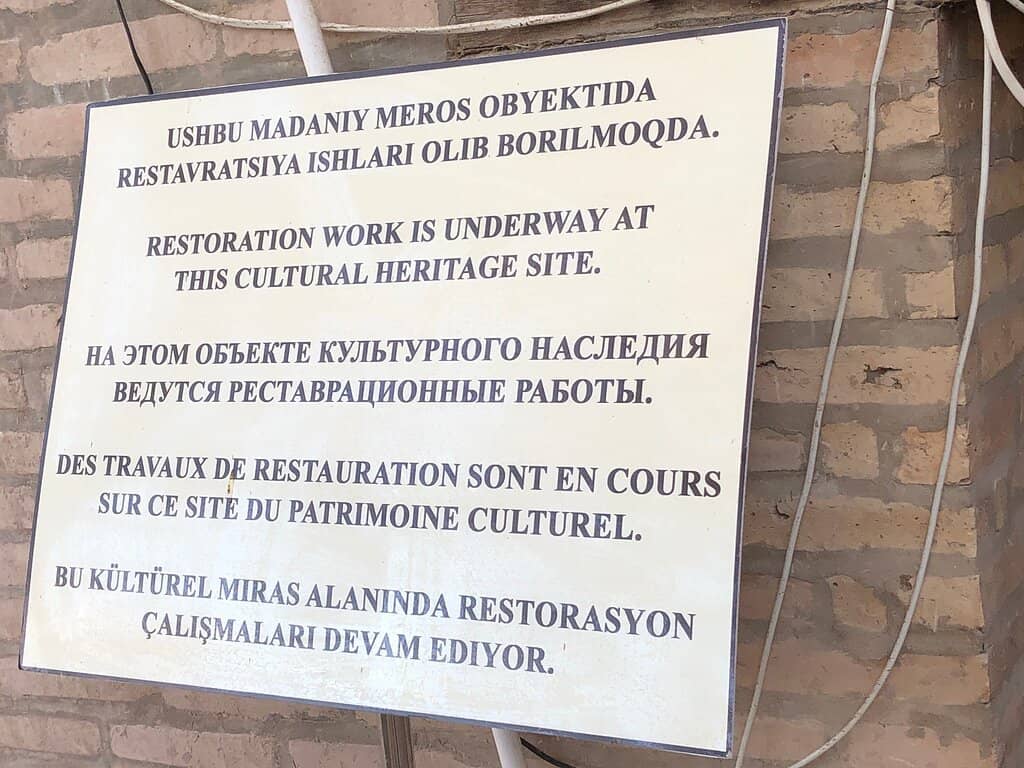 USHBU MADANIY MEROS OBYEKTIDA
RESTAVRATSIYA ISHLARI OLIB BORILMOQDA.
RESTORATION WORK IS UNDERWAY AT
THIS CULTURAL HERITAGE SITE.
НА ЭТОМ ОБЪЕКТЕ КУЛЬТУРНОГО НАСЛЕДИЯ
ВЕДУТСЯ РЕСТАВРАЦИОННЫЕ РАБОТЫ.
DES TRAVAUX DE RESTAURATION SONT EN COURS
SUR CE SITE DU PATRIMOINE CULTUREL.
BU KÜLTÜREL MIRAS ALANINDA RESTORASYON
ÇALIŞMALARI DEVAM EDIYOR.